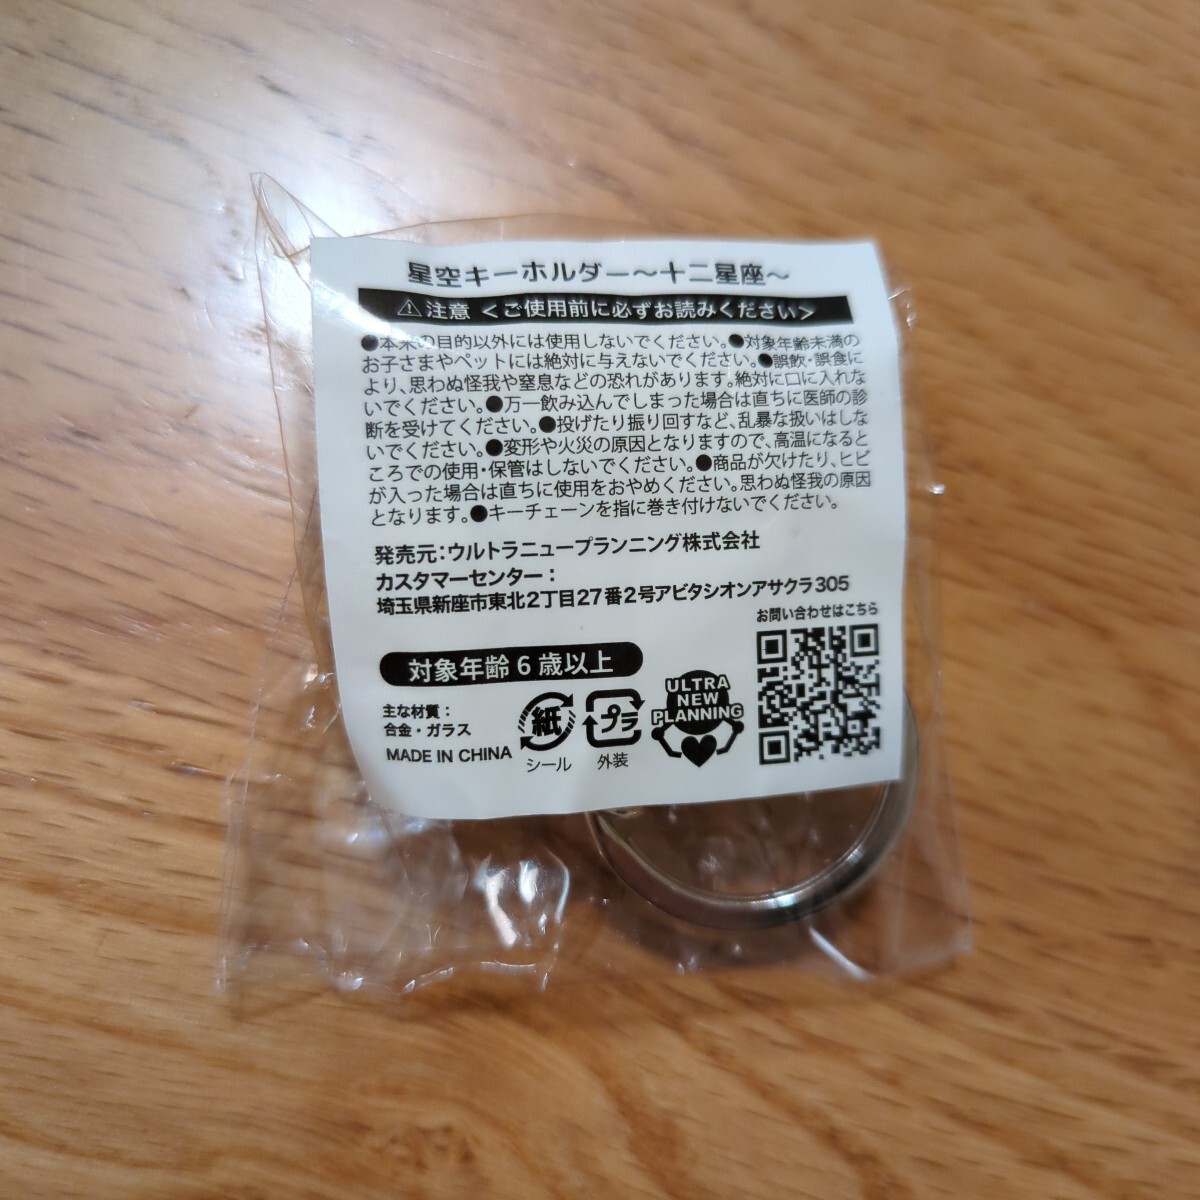 星空キーホルダー〜十二星座〜
⚠注意 <ご使用前に必ずお読みください>
●本来の目的以外には使用しないでください。●対象年齢未満の
お子さまやペットには絶対に与えないでください。●誤飲・誤食に
より、思わぬ怪我や窒息などの恐れがあります。絶対に口に入れな
いでください。●万一飲み込んでしまった場合は直ちに医師の診
断を受けてください。●投げたり振り回すなど、乱暴な扱いはしな
いでください。●変形や火災の原因となりますので、高温になると
ころでの使用・保管はしないでください。●商品が欠けたり、ヒビ
が入った場合は直ちに使用をおやめください。思わぬ怪我の原因
となります。●キーチェーンを指に巻き付けないでください。
発売元:ウルトラニュープランニング株式会社
カスタマーセンター:
埼玉県新座市東北2丁目27番2号アビタシオンアサクラ305
お問い合わせはこちら
対象年齢6歳以上
主な材質:
合金・ガラス
MADE IN CHINA
紙
シール
プラ
外装
ULTRA
NEW
PLANNING